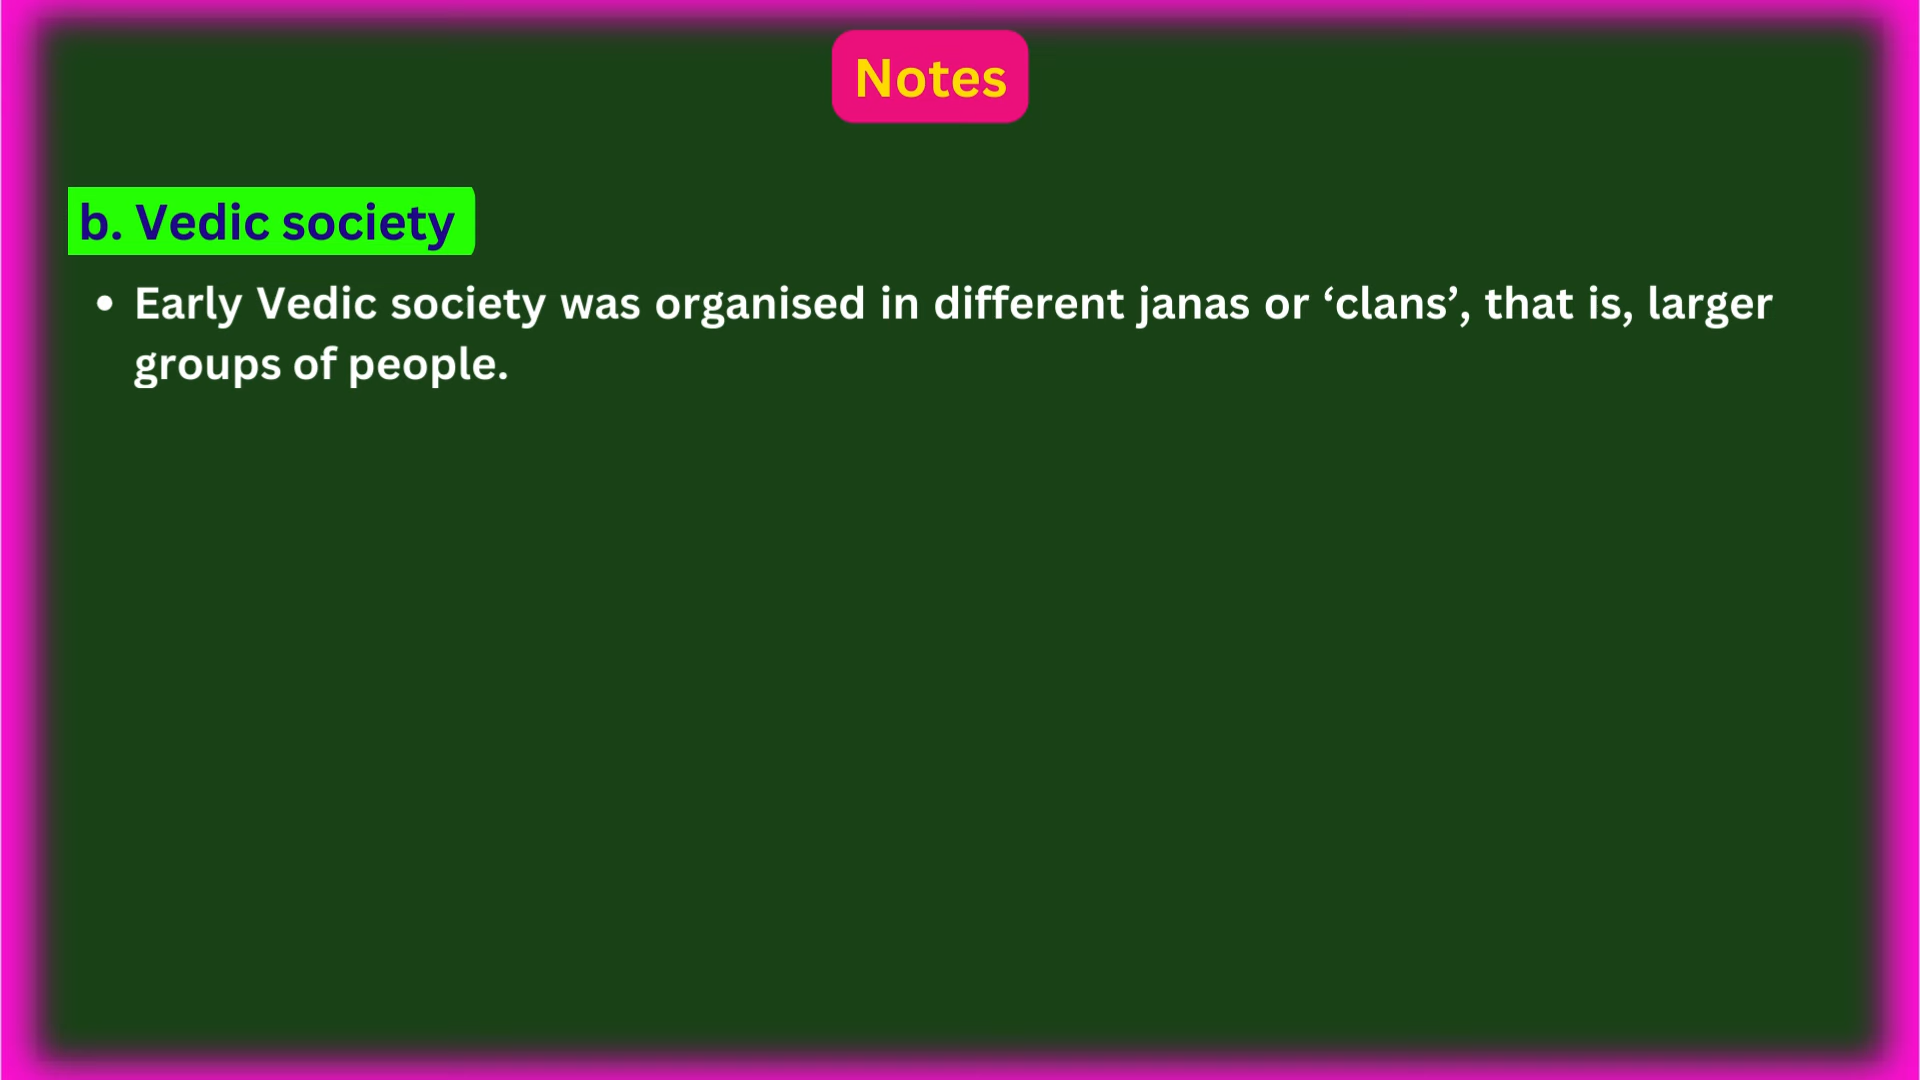 Notes
b. Vedic society
• Early Vedic society was organised in different janas or ‘clans’, that is, larger
groups of people.